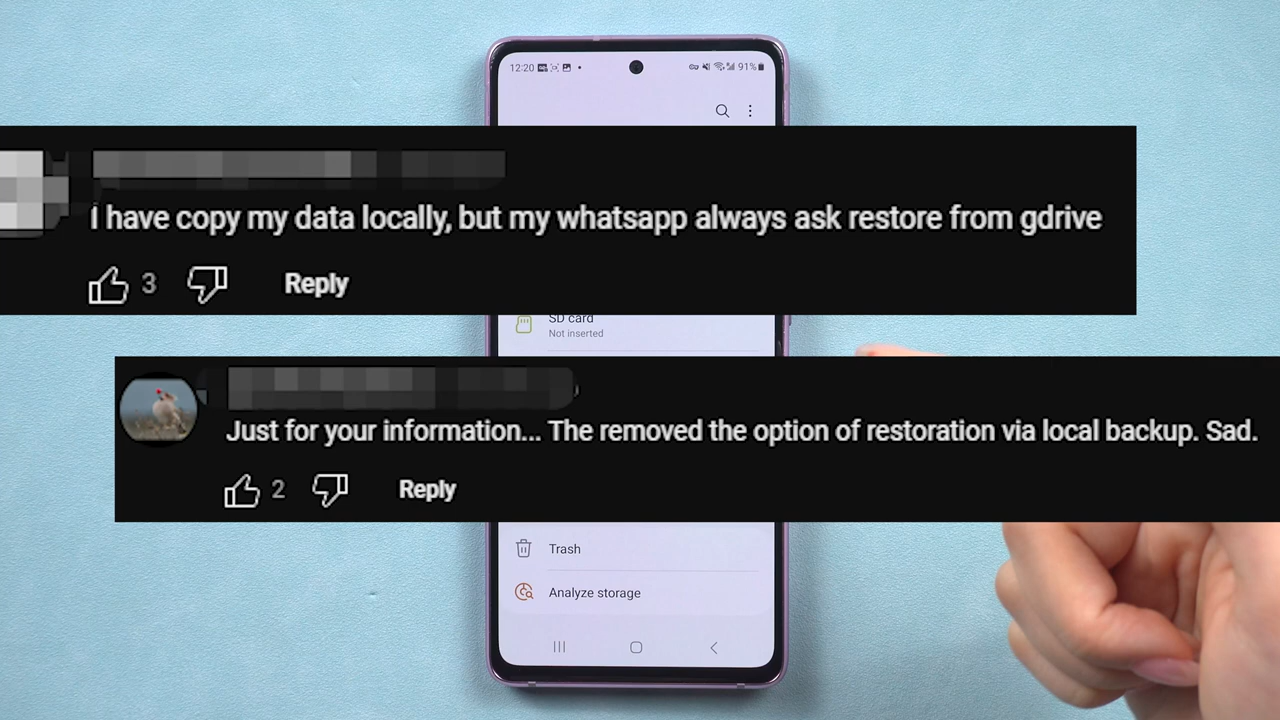 12:20
91%
I have copy my data locally, but my whatsapp always ask restore from gdrive
3
Reply
SD card
Not inserted
Just for your information... The removed the option of restoration via local backup. Sad.
2
Reply
Trash
Analyze storage